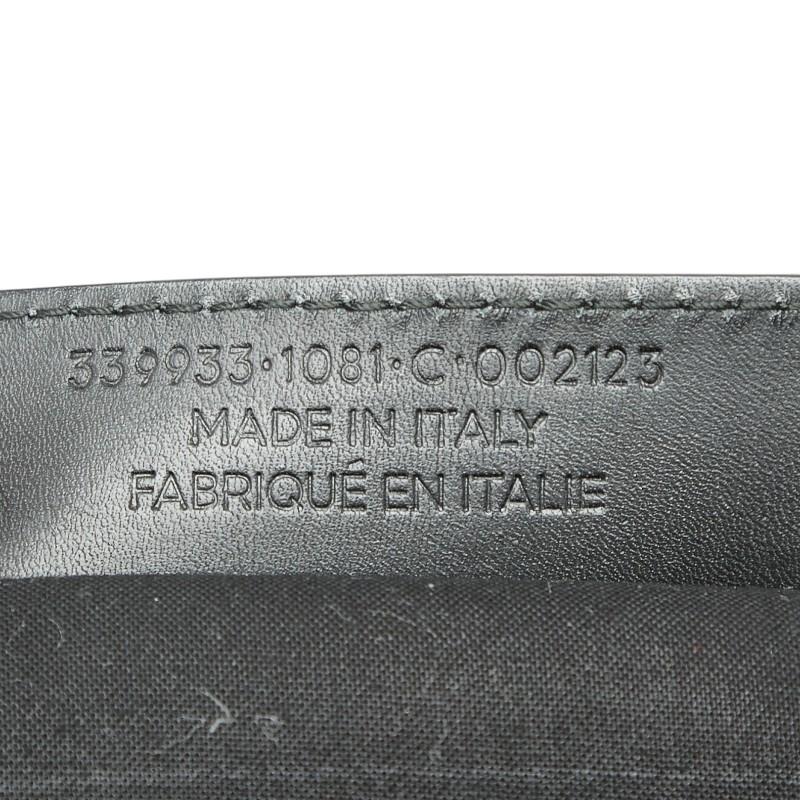 339933·1081·C·002123
MADE IN ITALY
FABRIQUÉ EN ITALIE